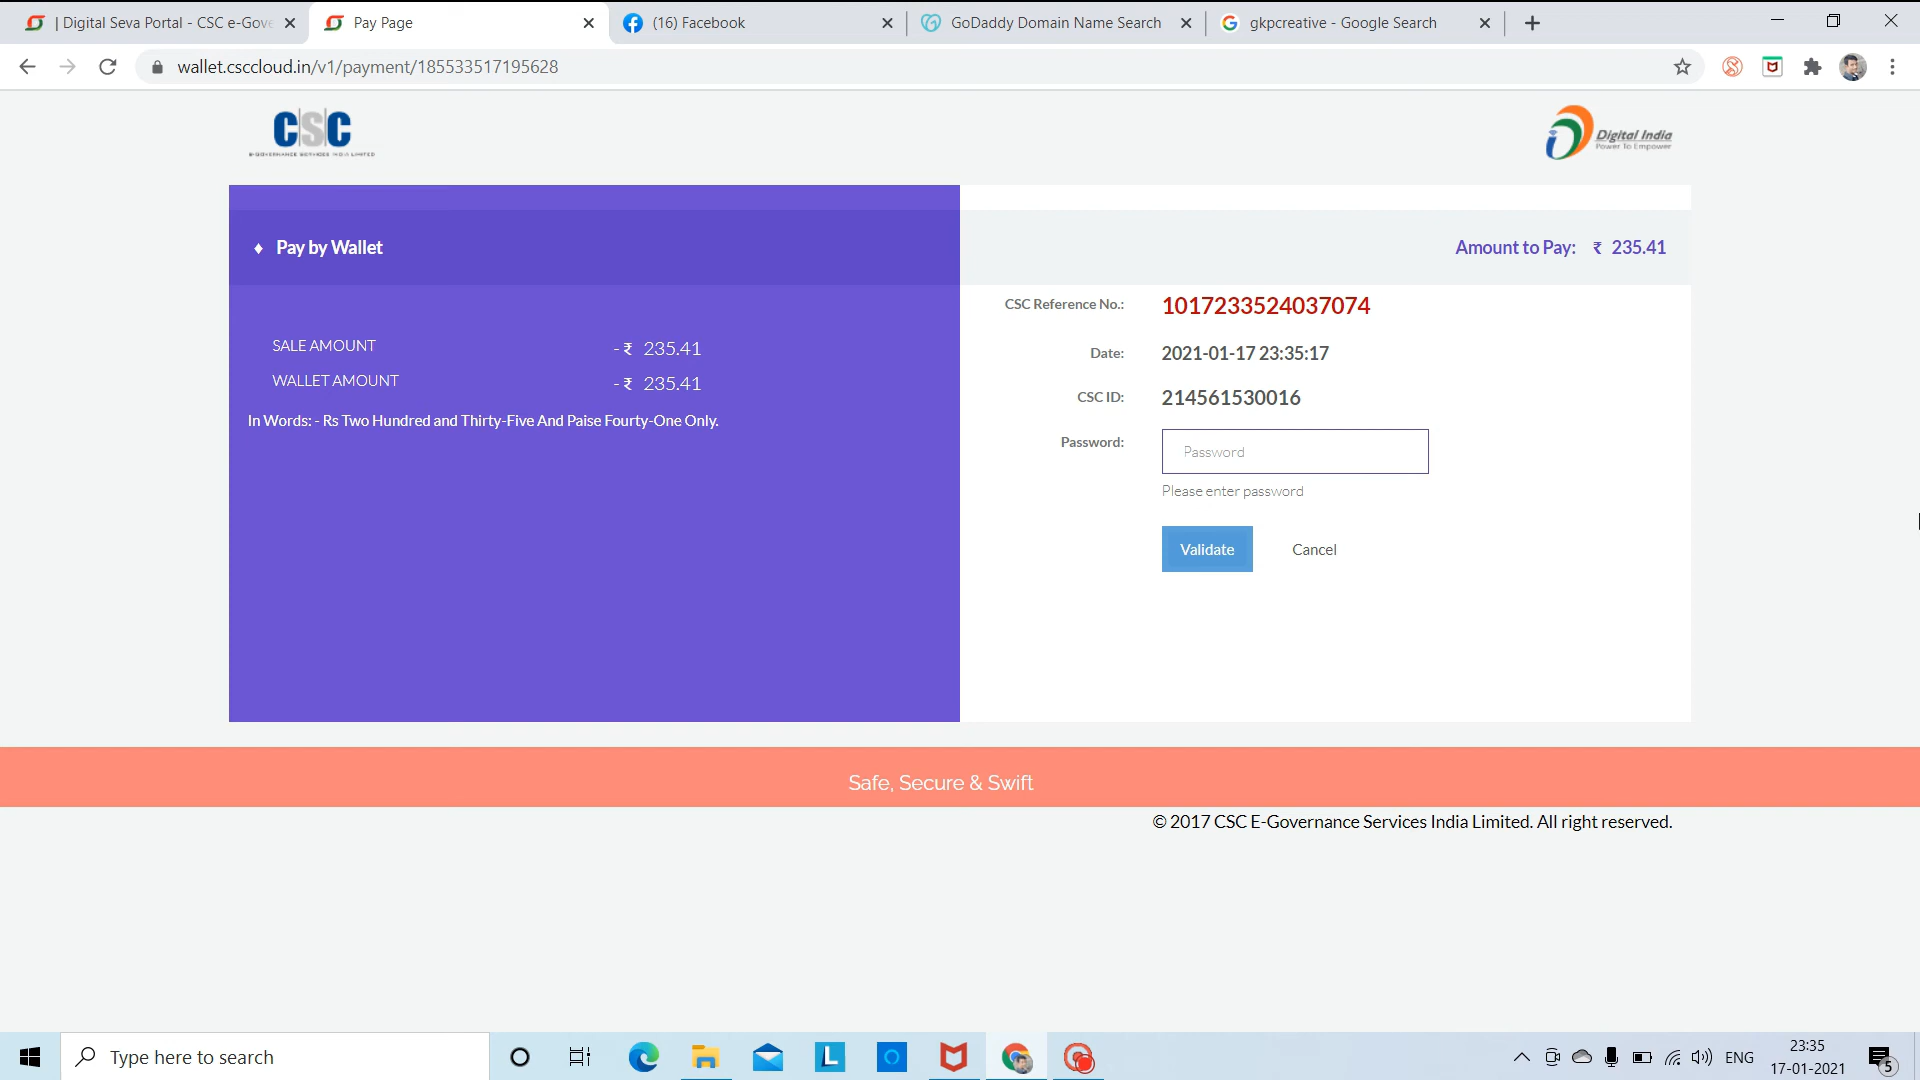 | Digital Seva Portal - CSC e-Gove
Pay Page
(16) Facebook
GoDaddy Domain Name Search
gkpcreative - Google Search
wallet.csccloud.in/v1/payment/185533517195628
CSC
E-GOVERNANCE SERVICES INDIA LIMITED
Digital India
Power To Empower
♦ Pay by Wallet
Amount to Pay: ₹ 235.41
SALE AMOUNT - ₹ 235.41
WALLET AMOUNT - ₹ 235.41
In Words: - Rs Two Hundred and Thirty-Five And Paise Fourty-One Only.
CSC Reference No.: 1017233524037074
Date: 2021-01-17 23:35:17
CSC ID: 214561530016
Password: Password
Please enter password
Validate Cancel
Safe, Secure & Swift
© 2017 CSC E-Governance Services India Limited. All right reserved.
Type here to search
L
ENG
23:35
17-01-2021
5